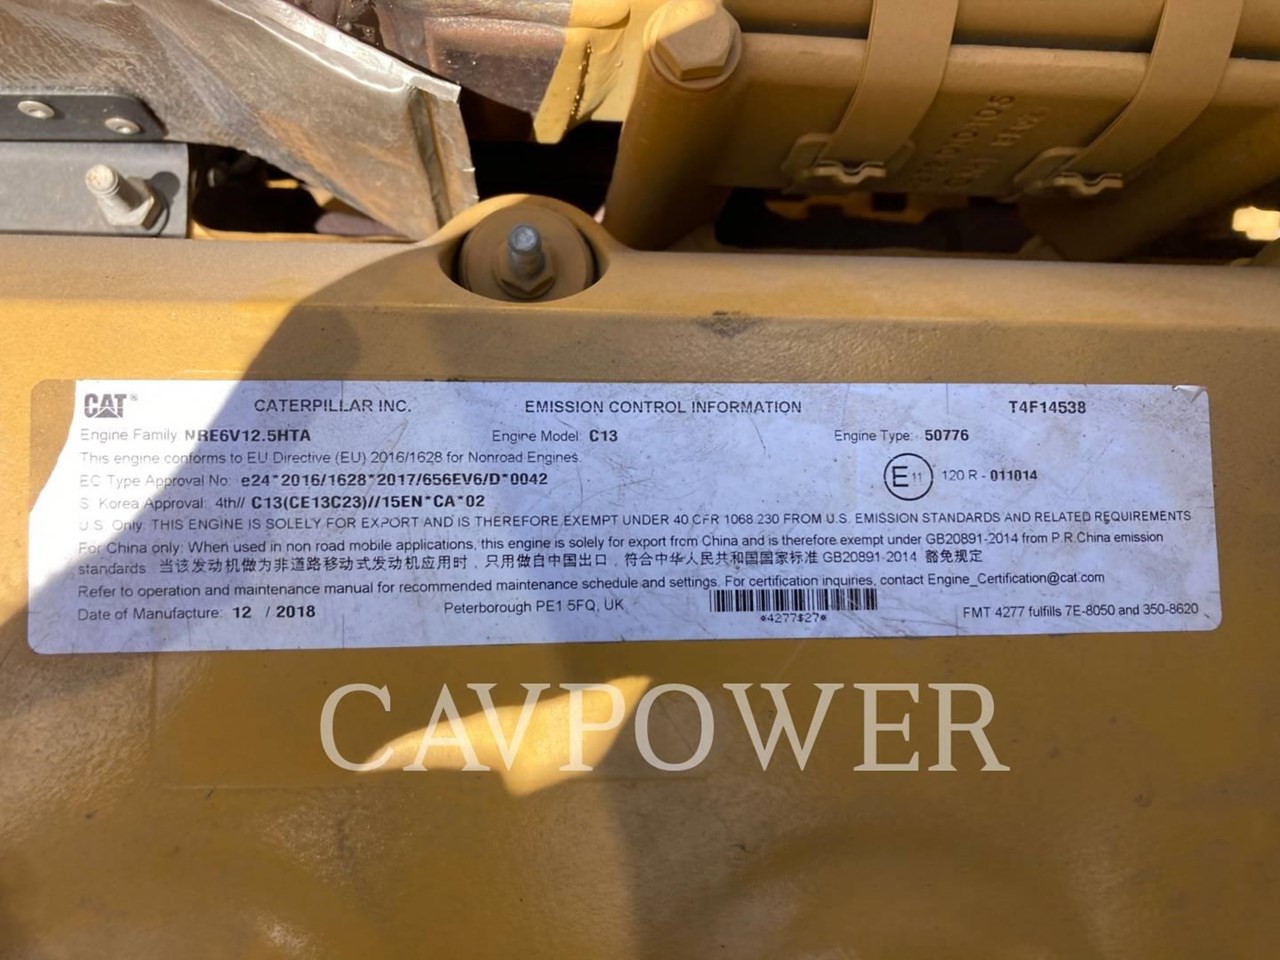 CAT® CATERPILLAR INC. EMISSION CONTROL INFORMATION T4F14538
Engine Family: NRE6V12.5HTA Engine Model: C13 Engine Type: 50776
This engine conforms to EU Directive (EU) 2016/1628 for Nonroad Engines.
EC Type Approval No: e24*2016/1628*2017/656EV6/D*0042 E11 120 R - 011014
S. Korea Approval: 4th// C13(CE13C23)//15EN*CA*02
U.S. Only: THIS ENGINE IS SOLELY FOR EXPORT AND IS THEREFORE EXEMPT UNDER 40 CFR 1068.230 FROM U.S. EMISSION STANDARDS AND RELATED REQUIREMENTS
For China only: When used in non road mobile applications, this engine is solely for export from China and is therefore exempt under GB20891-2014 from P.R.China emission
standards. 当该发动机做为非道路移动式发动机应用时，只用做自中国出口，符合中华人民共和国国家标准 GB20891-2014 豁免规定
Refer to operation and maintenance manual for recommended maintenance schedule and settings. For certification inquiries, contact Engine_Certification@cat.com
Date of Manufacture: 12 / 2018 Peterborough PE1 5FQ, UK FMT 4277 fulfills 7E-8050 and 350-8620
*4277$27*
CAVPOWER